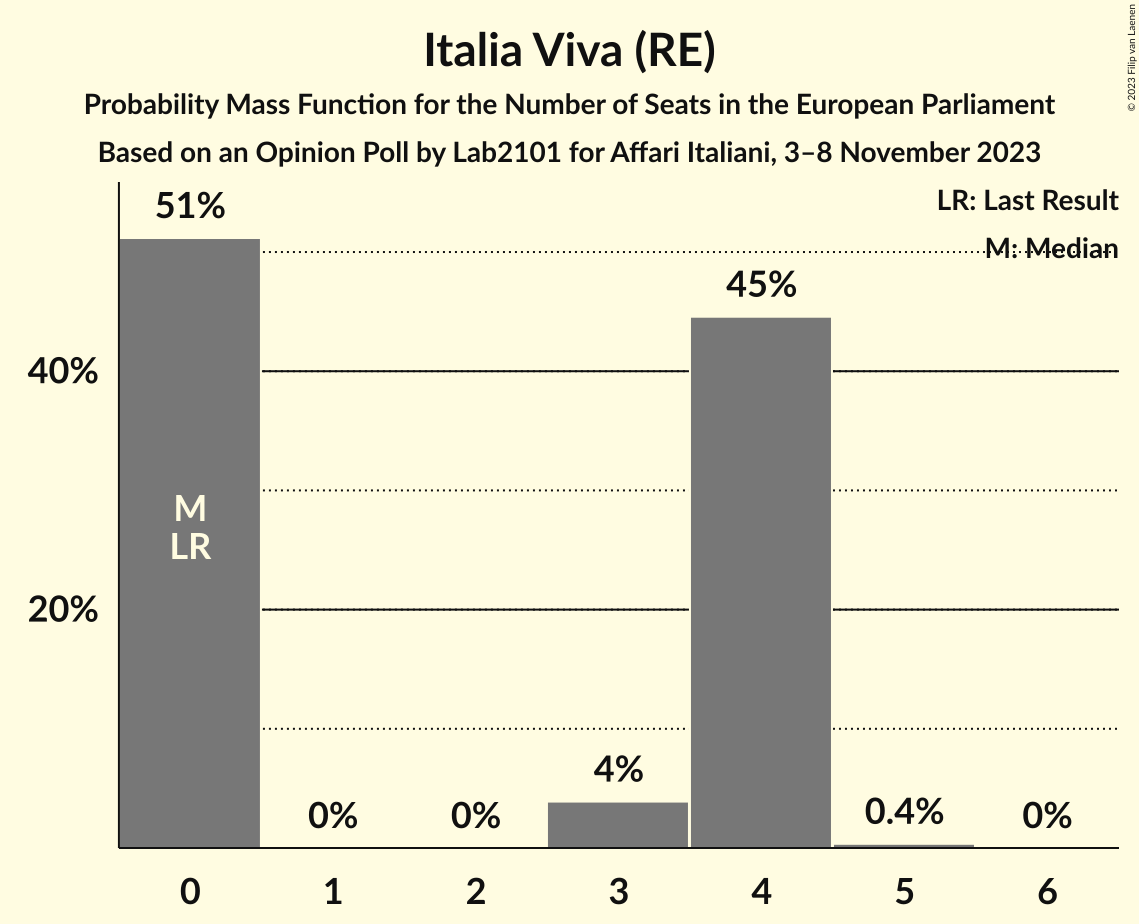 Italia Viva (RE)
Probability Mass Function for the Number of Seats in the European Parliament
Based on an Opinion Poll by Lab2101 for Affari Italiani, 3–8 November 2023
© 2023 Filip van Laenen
LR: Last Result
M: Median
51%
45%
40%
M
LR
20%
4%
0%
0%
0.4%
0%
0
1
2
3
4
5
6